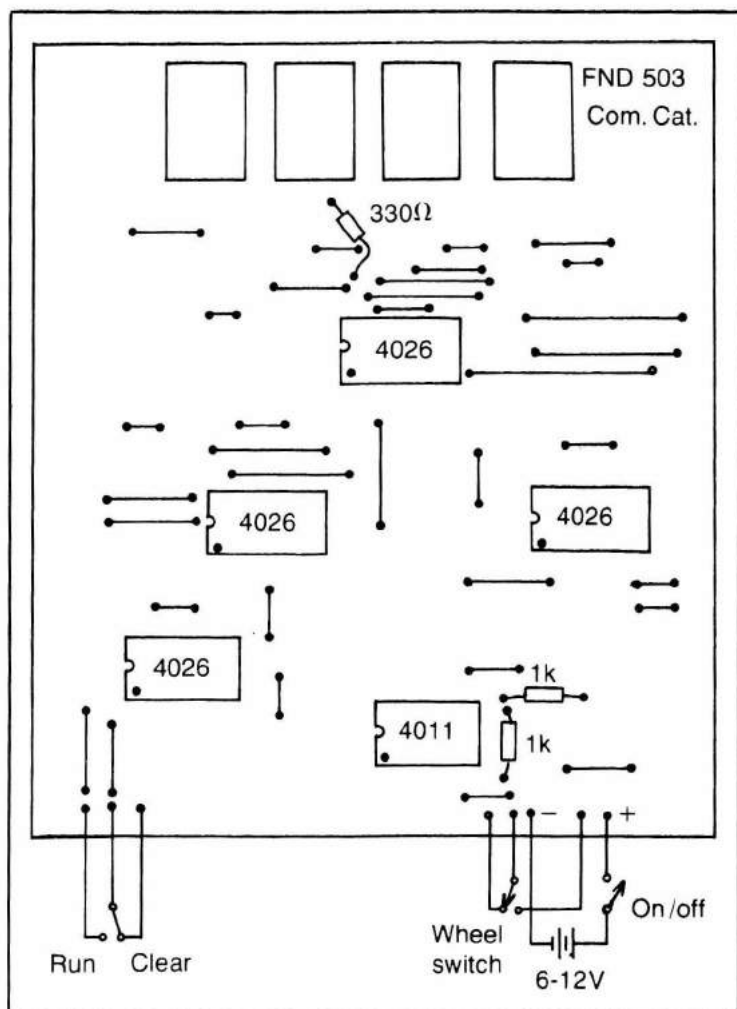 FND 503
Com. Cat.
330Ω
4026
4026
4026
4026
1k
4011
1k
− +
On/off
Wheel
switch
Run Clear
6-12V